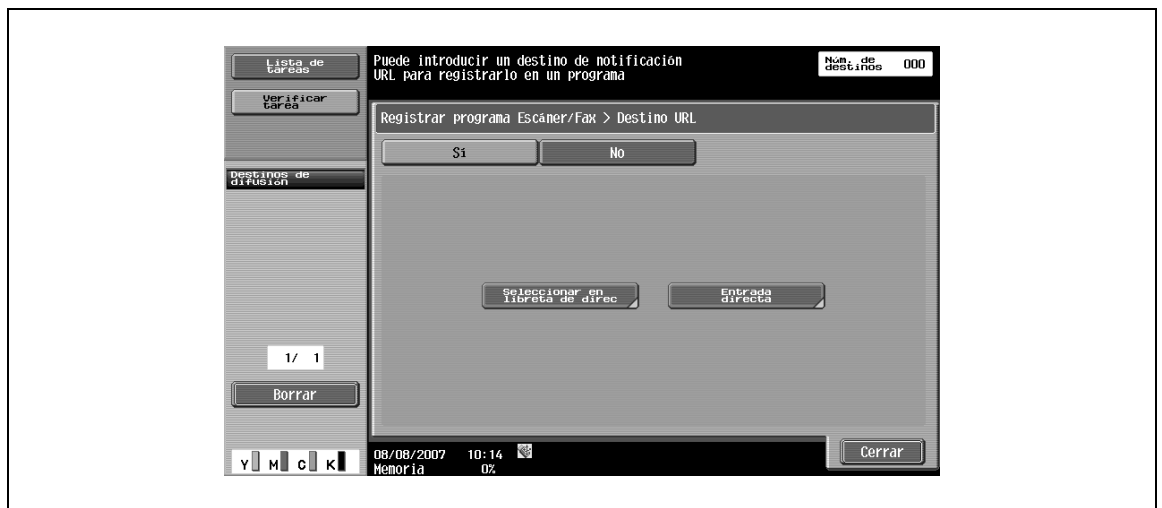 Lista de
tareas
Verificar
tarea
Puede introducir un destino de notificación
URL para registrarlo en un programa
Núm. de
destinos 000
Registrar programa Escáner/Fax > Destino URL
Sí No
Destinos de
difusión
Seleccionar en
libreta de direc
Entrada
directa
1/ 1
Borrar
Y M C K
08/08/2007 10:14
Memoria 0%
Cerrar